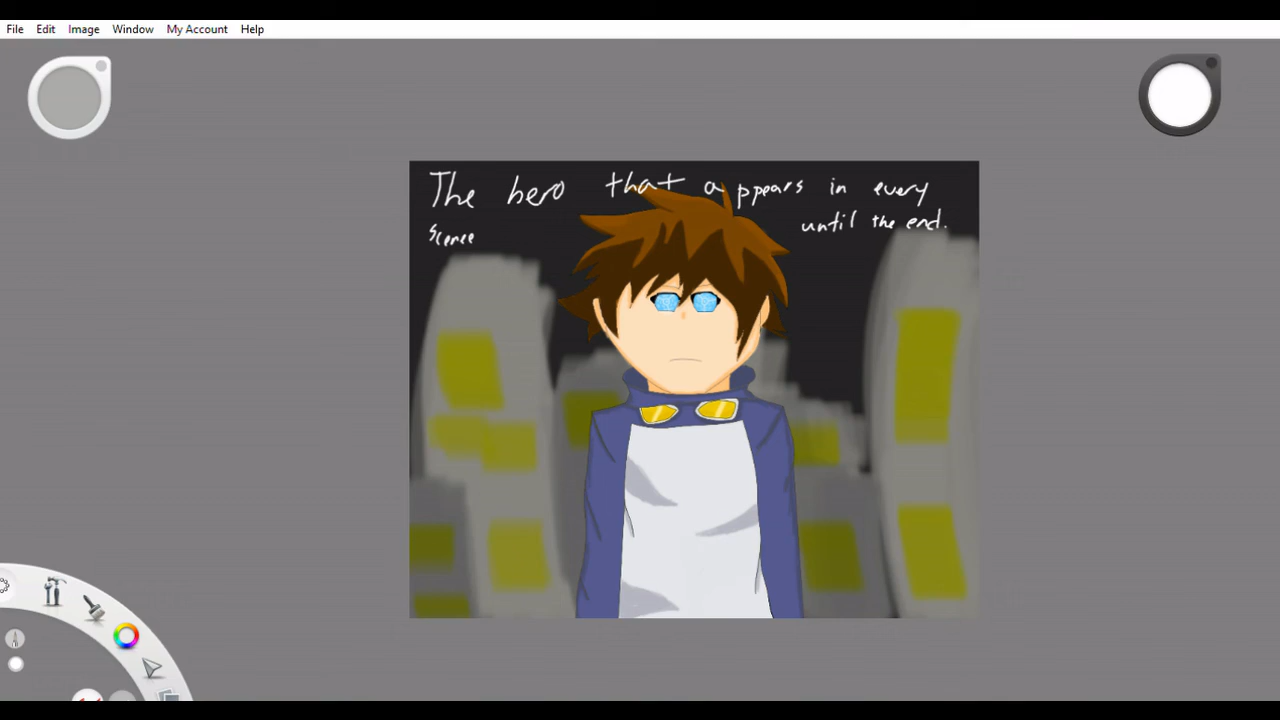 File Edit Image Window My Account Help
The hero that appears in every
scene until the end.